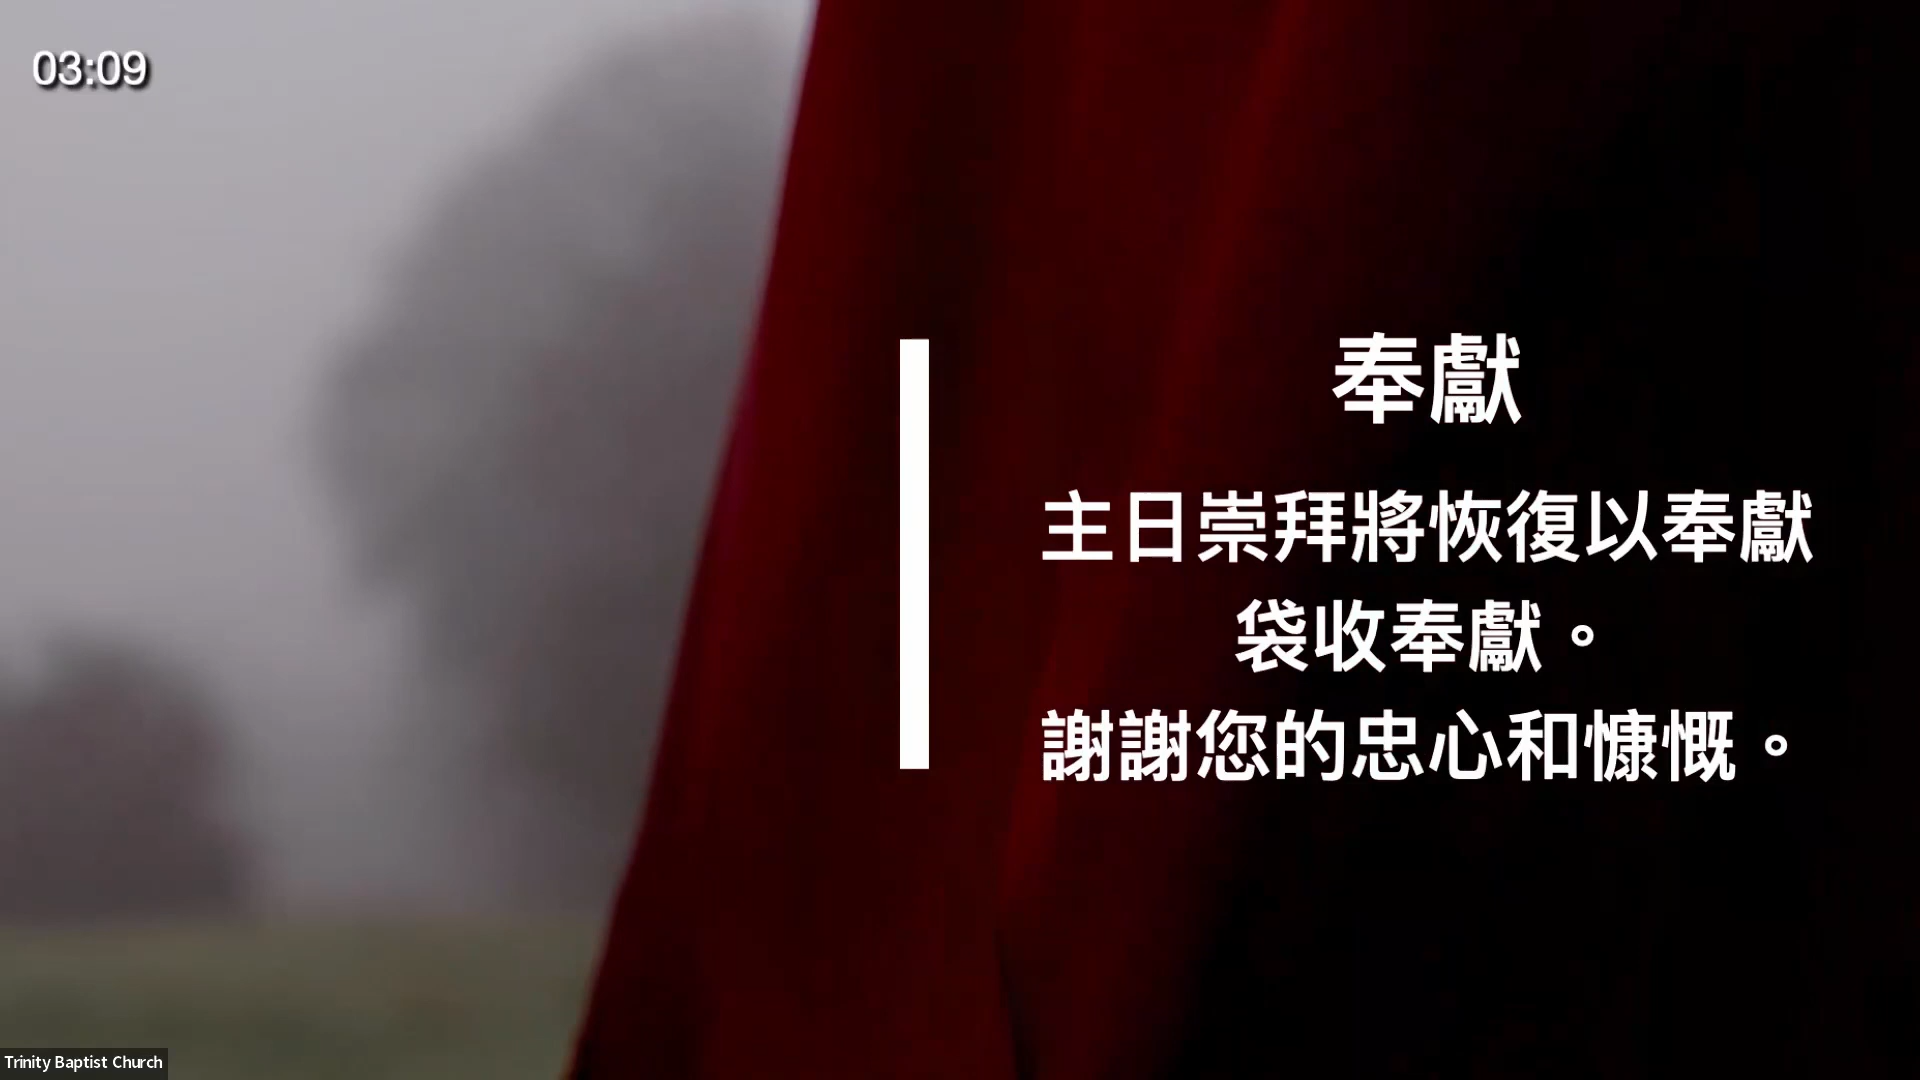 03:09
奉獻
主日崇拜將恢復以奉獻
袋收奉獻。
謝謝您的忠心和慷慨。
Trinity Baptist Church